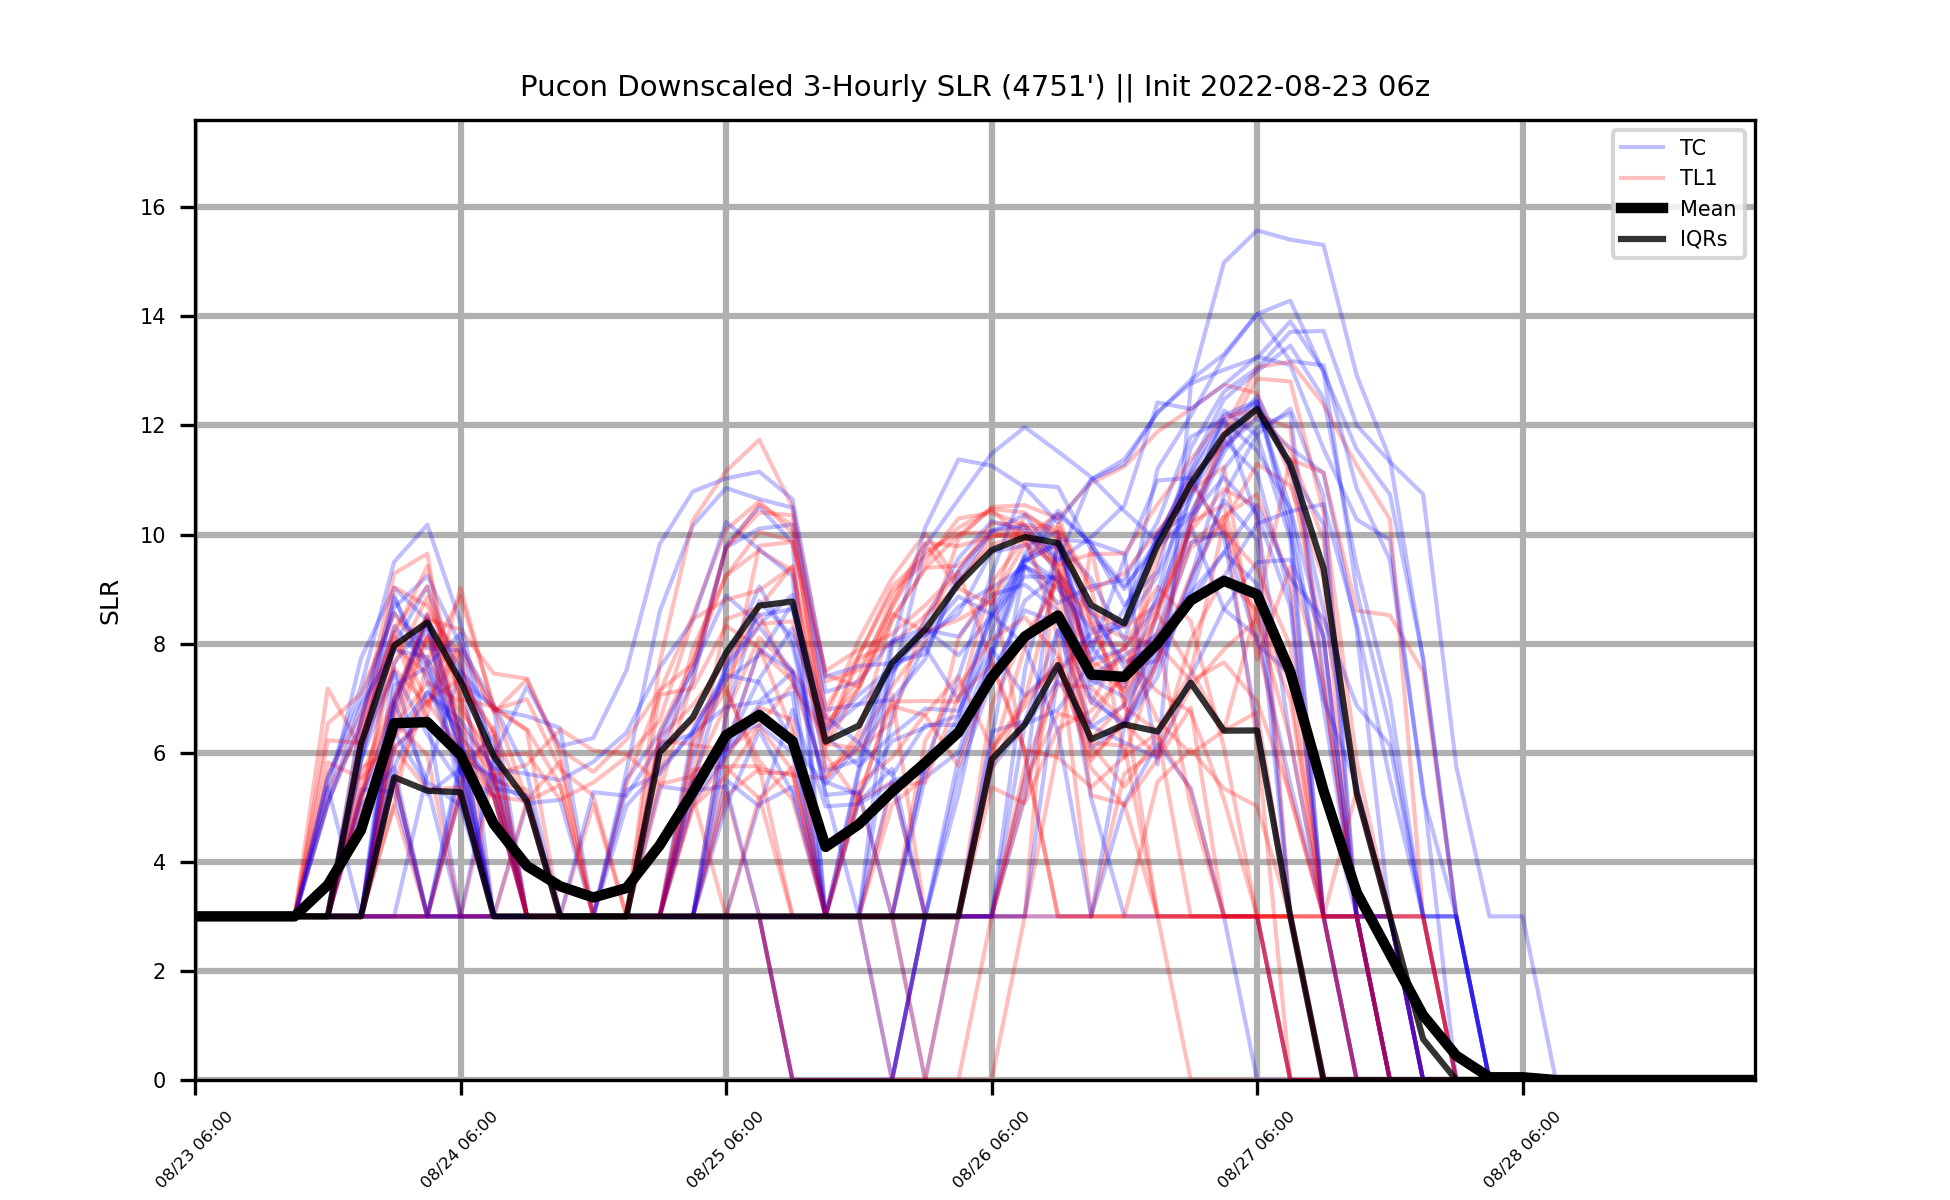 Pucon Downscaled 3-Hourly SLR (4751') || Init 2022-08-23 06z
TC
TL1
Mean
IQRs
SLR
16
14
12
10
8
6
4
2
0
08/23 06:00
08/24 06:00
08/25 06:00
08/26 06:00
08/27 06:00
08/28 06:00